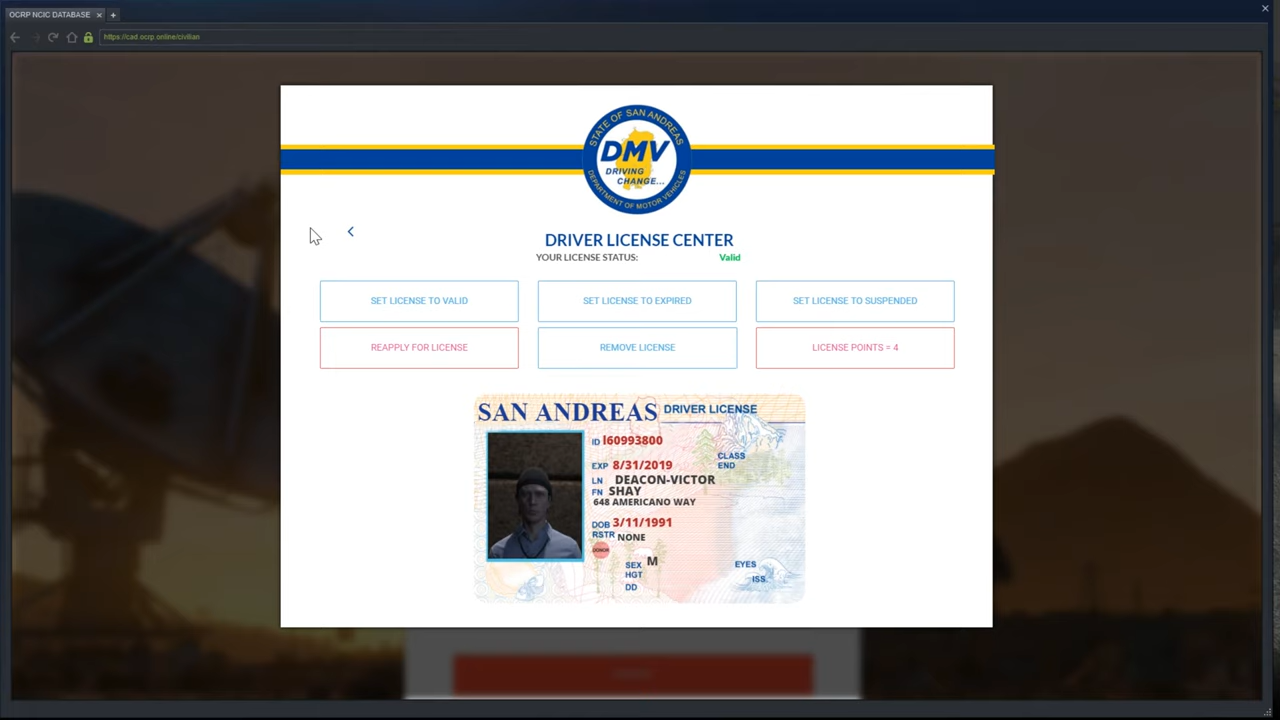 OCRP NCIC DATABASE
https://cad.ocrp.online/civilian
STATE OF SAN ANDREAS
DMV
DRIVING
CHANGE...
DEPARTMENT OF MOTOR VEHICLES
DRIVER LICENSE CENTER
YOUR LICENSE STATUS: Valid
SET LICENSE TO VALID
SET LICENSE TO EXPIRED
SET LICENSE TO SUSPENDED
REAPPLY FOR LICENSE
REMOVE LICENSE
LICENSE POINTS = 4
SAN ANDREAS DRIVER LICENSE
ID l60993800
CLASS
EXP 8/31/2019
END
LN DEACON-VICTOR
FN SHAY
648 AMERICANO WAY
DOB 3/11/1991
RSTR NONE
DONOR
SEX M
EYES
HGT
ISS.
DD